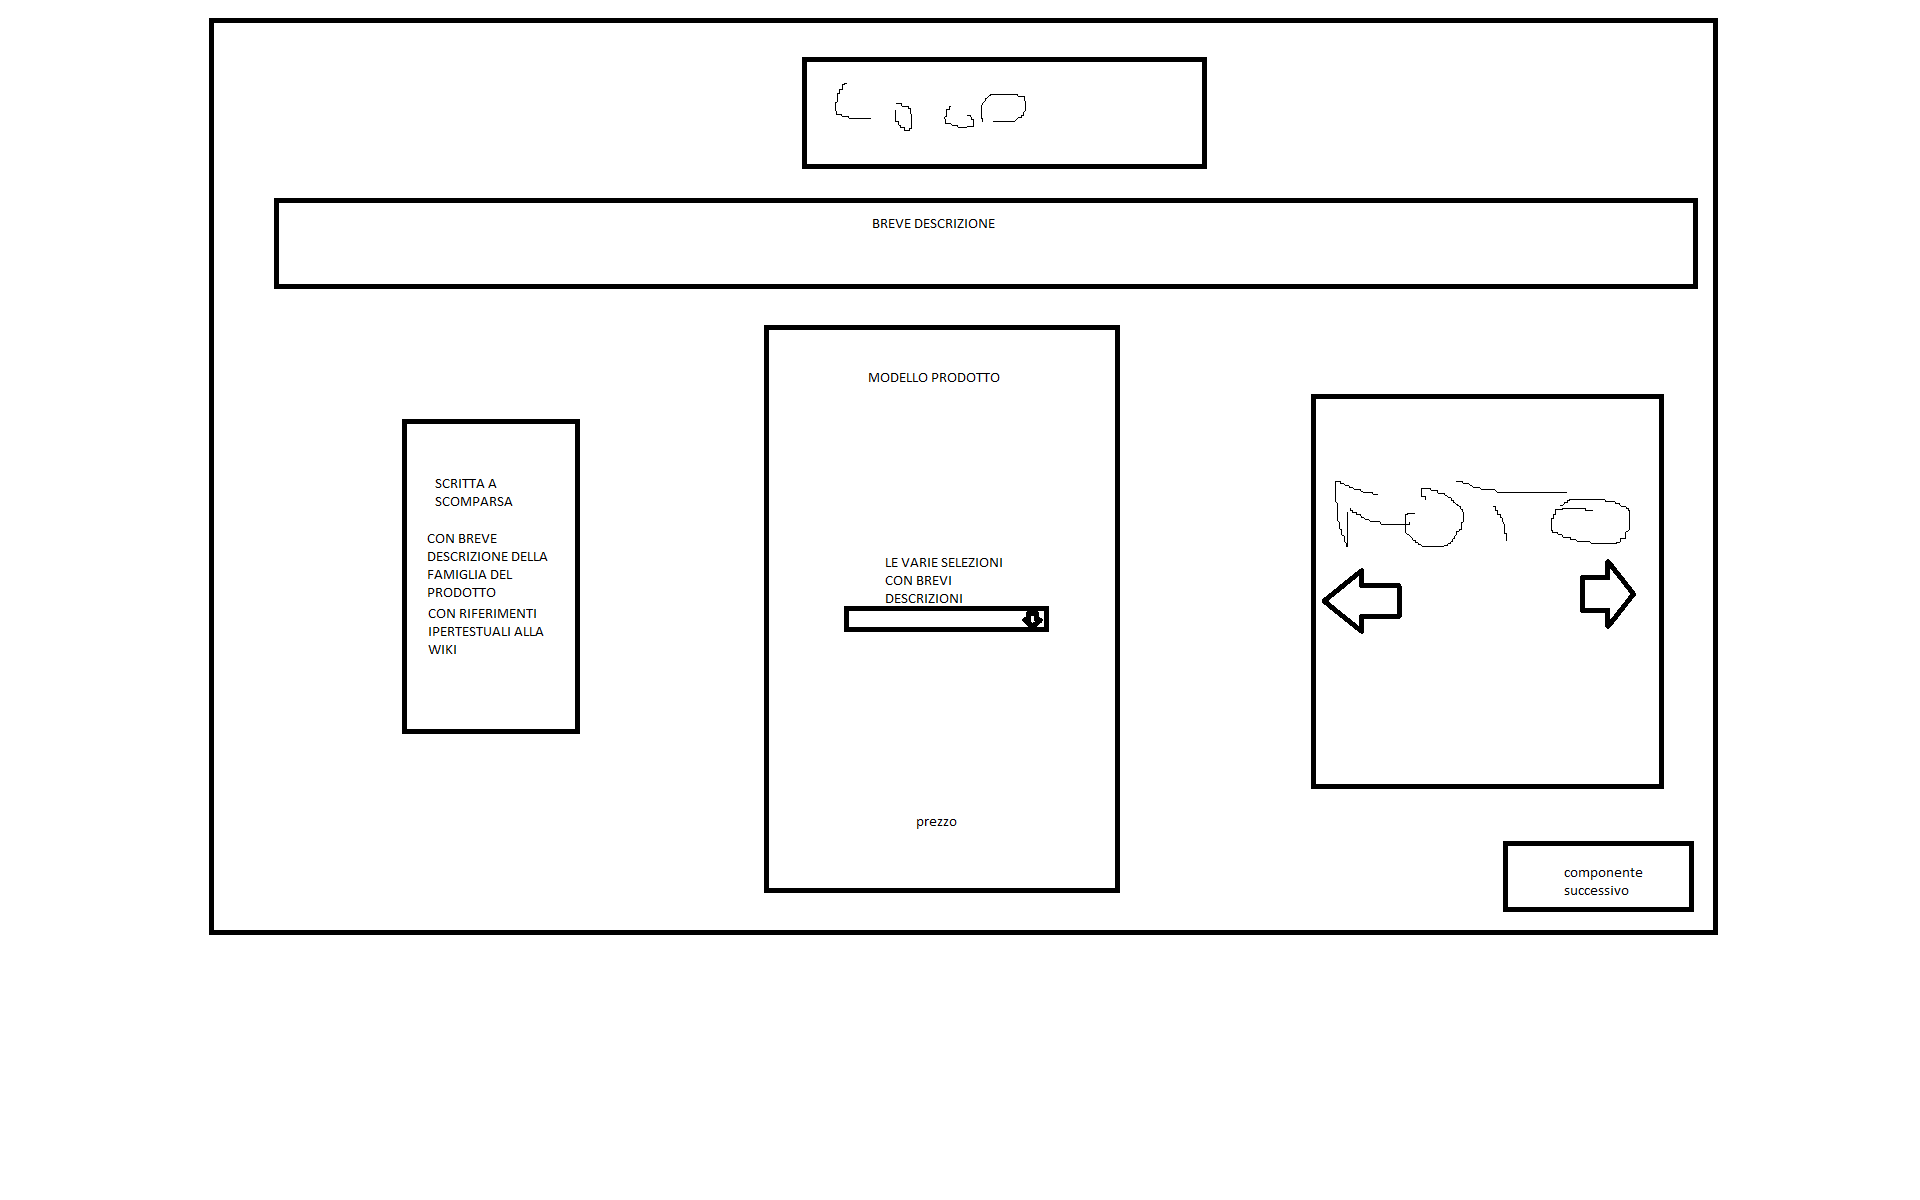 LOGO
BREVE DESCRIZIONE
MODELLO PRODOTTO
SCRITTA A
SCOMPARSA
CON BREVE
DESCRIZIONE DELLA
FAMIGLIA DEL
PRODOTTO
CON RIFERIMENTI
IPERTESTUALI ALLA
WIKI
LE VARIE SELEZIONI
CON BREVI
DESCRIZIONI
prezzo
FOTO
componente
successivo